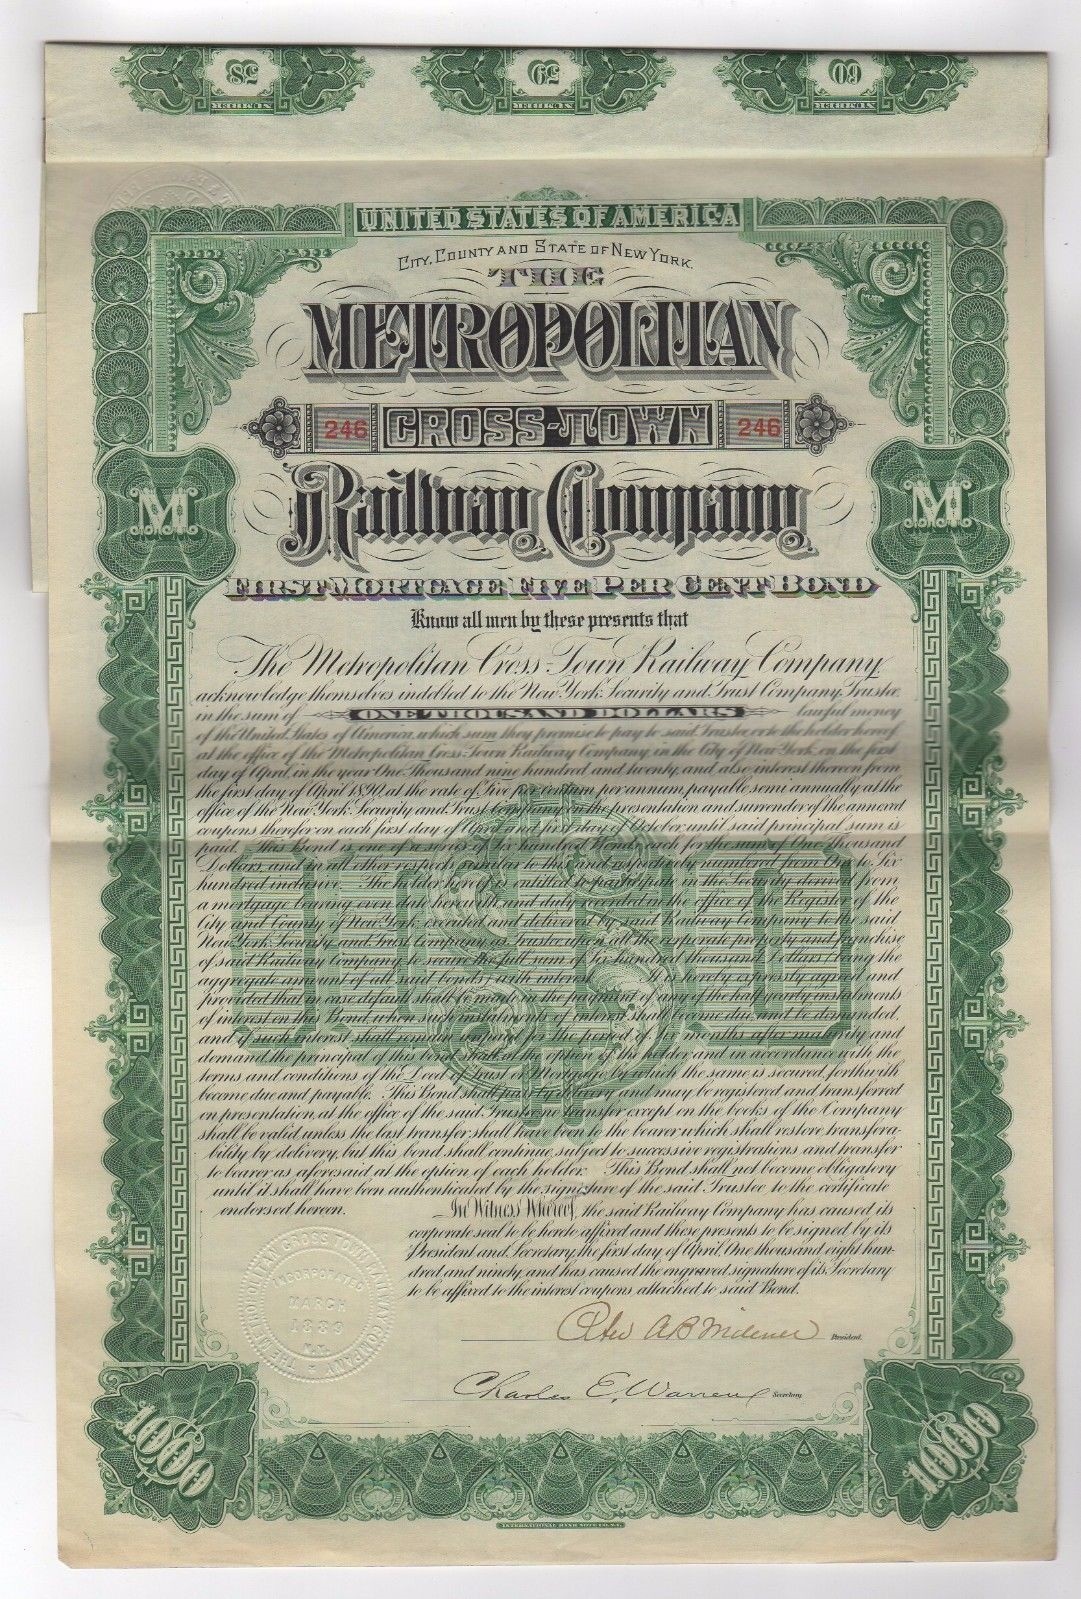 58 59 60
NUMBER NUMBER NUMBER
UNITED STATES OF AMERICA
CITY, COUNTY AND STATE OF NEW YORK.
THE
METROPOLITAN
246 CROSS-TOWN 246
Railway Company
M M
FIRST MORTGAGE FIVE PER CENT BOND
Know all men by these presents that
The Metropolitan Cross-Town Railway Company
acknowledge themselves indebted to the New York Security and Trust Company, Trustee,
in the sum of ONE THOUSAND DOLLARS lawful money
of the United States of America, which sum they promise to pay to said Trustee, or to the holder hereof
at the office of the Metropolitan Cross-Town Railway Company, in the City of New York, on the first
day of April, in the year One Thousand nine hundred and twenty, and also interest thereon from
the first day of April 1890, at the rate of Five per centum per annum, payable semi annually at the
office of the New York Security and Trust Company, on the presentation and surrender of the annexed
coupons therefor on each first day of April and first day of October, until said principal sum is
paid. This Bond is one of a series of Six hundred Bonds, each for the sum of One thousand
Dollars, and in all other respects similar to this, and respectively numbered from One to Six
hundred inclusive. The holder hereof is entitled to participate in the security derived from
a mortgage bearing even date herewith, and duly recorded in the office of the Register of the
City and County of New York, executed and delivered by said Railway Company to the said
New York Security and Trust Company as Trustee upon all the corporate property and franchise
of said Railway Company to secure the full sum of Six hundred thousand Dollars (being the
aggregate amount of all said bonds) with interest. It is hereby expressly agreed and
provided that in case default shall be made in the payment of any of the half yearly instalments
of interest on this Bond, when such instalments of interest shall become due and be demanded,
and if such interest shall remain unpaid for the period of six months after maturity and
demand, the principal of this bond shall at the option of the holder and in accordance with the
terms and conditions of the Deed of Trust or Mortgage by which the same is secured, forthwith
become due and payable. This Bond shall pass by delivery and may be registered and transferred
on presentation, at the office of the said Trustee, no transfer except on the books of the Company
shall be valid unless the last transfer, shall have been to the bearer which shall restore transfera-
bility by delivery, but this bond shall continue, subject to successive registrations and transfer
to bearer as aforesaid at the option of each holder. This Bond shall not become obligatory
until it shall have been authenticated by the signature of the said Trustee to the certificate
endorsed hereon. In Witness Whereof, the said Railway Company has caused its
corporate seal to be hereto affixed and these presents to be signed by its
President and Secretary, the first day of April, One thousand eight hun-
dred and ninety, and has caused the engraved signature of its Secretary
to be affixed to the interest coupons attached to said Bond.
THE METROPOLITAN CROSS TOWN RAILWAY COMPANY
INCORPORATED
MARCH
1889
N.Y.
Peter A B Widener President.
Charles E. Warren Secretary
1000 1000
INTERNATIONAL BANK NOTE CO. N.Y.